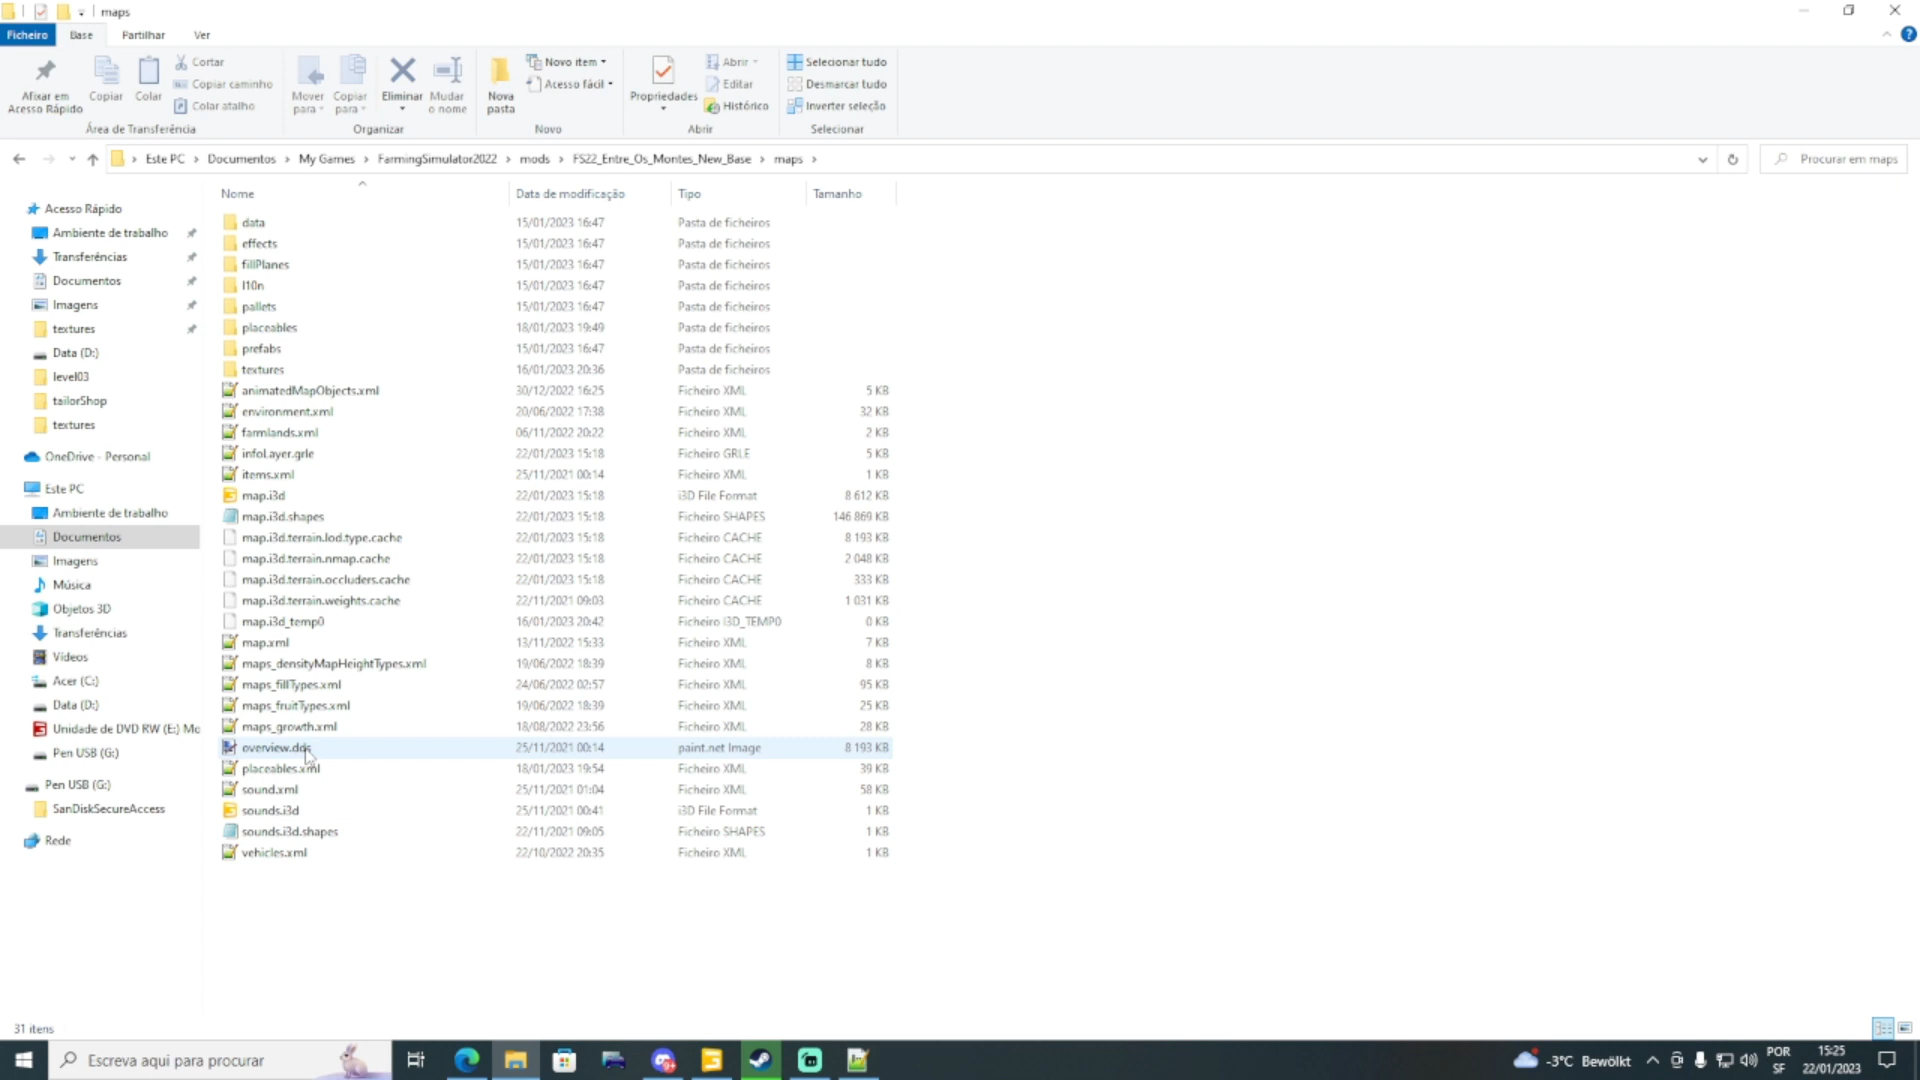 maps
Ficheiro Base Partilhar Ver
Afixar em Acesso Rápido
Copiar
Colar
Cortar
Copiar caminho
Colar atalho
Área de Transferência
Mover para
Copiar para
Eliminar
Mudar o nome
Organizar
Nova pasta
Novo item
Acesso fácil
Novo
Propriedades
Abrir
Editar
Histórico
Abrir
Selecionar tudo
Desmarcar tudo
Inverter seleção
Selecionar
Este PC > Documentos > My Games > FarmingSimulator2022 > mods > FS22_Entre_Os_Montes_New_Base > maps >
Procurar em maps
Acesso Rápido
Ambiente de trabalho
Transferências
Documentos
Imagens
textures
Data (D:)
level03
tailorShop
textures
OneDrive - Personal
Este PC
Ambiente de trabalho
Documentos
Imagens
Música
Objetos 3D
Transferências
Vídeos
Acer (C:)
Data (D:)
Unidade de DVD RW (E:) Mo
Pen USB (G:)
Pen USB (G:)
SanDiskSecureAccess
Rede
Nome Data de modificação Tipo Tamanho
data 15/01/2023 16:47 Pasta de ficheiros
effects 15/01/2023 16:47 Pasta de ficheiros
fillPlanes 15/01/2023 16:47 Pasta de ficheiros
l10n 15/01/2023 16:47 Pasta de ficheiros
pallets 15/01/2023 16:47 Pasta de ficheiros
placeables 18/01/2023 19:49 Pasta de ficheiros
prefabs 15/01/2023 16:47 Pasta de ficheiros
textures 16/01/2023 20:36 Pasta de ficheiros
animatedMapObjects.xml 30/12/2022 16:25 Ficheiro XML 5 KB
environment.xml 20/06/2022 17:38 Ficheiro XML 32 KB
farmlands.xml 06/11/2022 20:22 Ficheiro XML 2 KB
infoLayer.grle 22/01/2023 15:18 Ficheiro GRLE 5 KB
items.xml 25/11/2021 00:14 Ficheiro XML 1 KB
map.i3d 22/01/2023 15:18 i3D File Format 8 612 KB
map.i3d.shapes 22/01/2023 15:18 Ficheiro SHAPES 146 869 KB
map.i3d.terrain.lod.type.cache 22/01/2023 15:18 Ficheiro CACHE 8 193 KB
map.i3d.terrain.nmap.cache 22/01/2023 15:18 Ficheiro CACHE 2 048 KB
map.i3d.terrain.occluders.cache 22/01/2023 15:18 Ficheiro CACHE 333 KB
map.i3d.terrain.weights.cache 22/11/2021 09:03 Ficheiro CACHE 1 031 KB
map.i3d_temp0 16/01/2023 20:42 Ficheiro I3D_TEMP0 0 KB
map.xml 13/11/2022 15:33 Ficheiro XML 7 KB
maps_densityMapHeightTypes.xml 19/06/2022 18:39 Ficheiro XML 8 KB
maps_fillTypes.xml 24/06/2022 02:57 Ficheiro XML 95 KB
maps_fruitTypes.xml 19/06/2022 18:39 Ficheiro XML 25 KB
maps_growth.xml 18/08/2022 23:56 Ficheiro XML 28 KB
overview.dds 25/11/2021 00:14 paint.net Image 8 193 KB
placeables.xml 18/01/2023 19:54 Ficheiro XML 39 KB
sound.xml 25/11/2021 01:04 Ficheiro XML 58 KB
sounds.i3d 25/11/2021 00:41 i3D File Format 1 KB
sounds.i3d.shapes 22/11/2021 09:05 Ficheiro SHAPES 1 KB
vehicles.xml 22/10/2022 20:35 Ficheiro XML 1 KB
31 itens
Escreva aqui para procurar
-3°C Bewölkt
POR
SF
15:25
22/01/2023